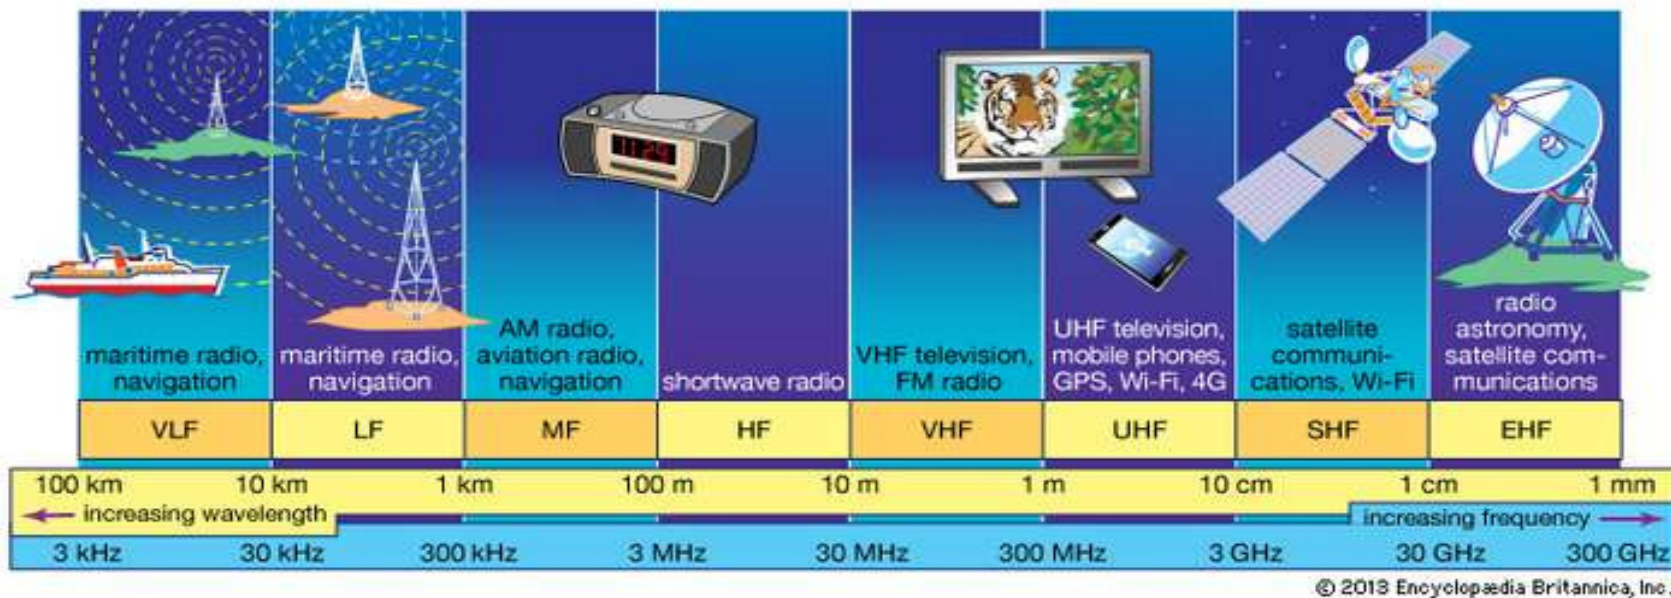 11:29
maritime radio,
navigation
maritime radio,
navigation
AM radio,
aviation radio,
navigation
shortwave radio
VHF television,
FM radio
UHF television,
mobile phones,
GPS, Wi-Fi, 4G
satellite
communi-
cations, Wi-Fi
radio
astronomy,
satellite com-
munications
VLF LF MF HF VHF UHF SHF EHF
100 km 10 km 1 km 100 m 10 m 1 m 10 cm 1 cm 1 mm
increasing wavelength increasing frequency
3 kHz 30 kHz 300 kHz 3 MHz 30 MHz 300 MHz 3 GHz 30 GHz 300 GHz
© 2013 Encyclopædia Britannica, Inc.